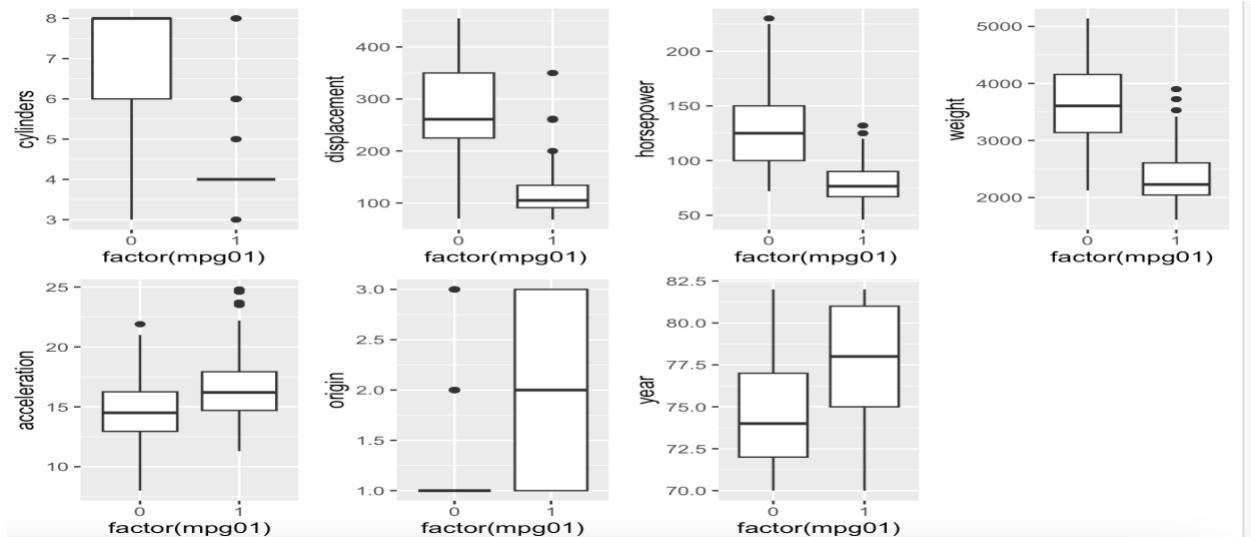 8
7
6
5
4
3
cylinders
0 1
factor(mpg01)
400
300
200
100
displacement
0 1
factor(mpg01)
200
150
100
50
horsepower
0 1
factor(mpg01)
5000
4000
3000
2000
weight
0 1
factor(mpg01)
25
20
15
10
acceleration
0 1
factor(mpg01)
3.0
2.5
2.0
1.5
1.0
origin
0 1
factor(mpg01)
82.5
80.0
77.5
75.0
72.5
70.0
year
0 1
factor(mpg01)